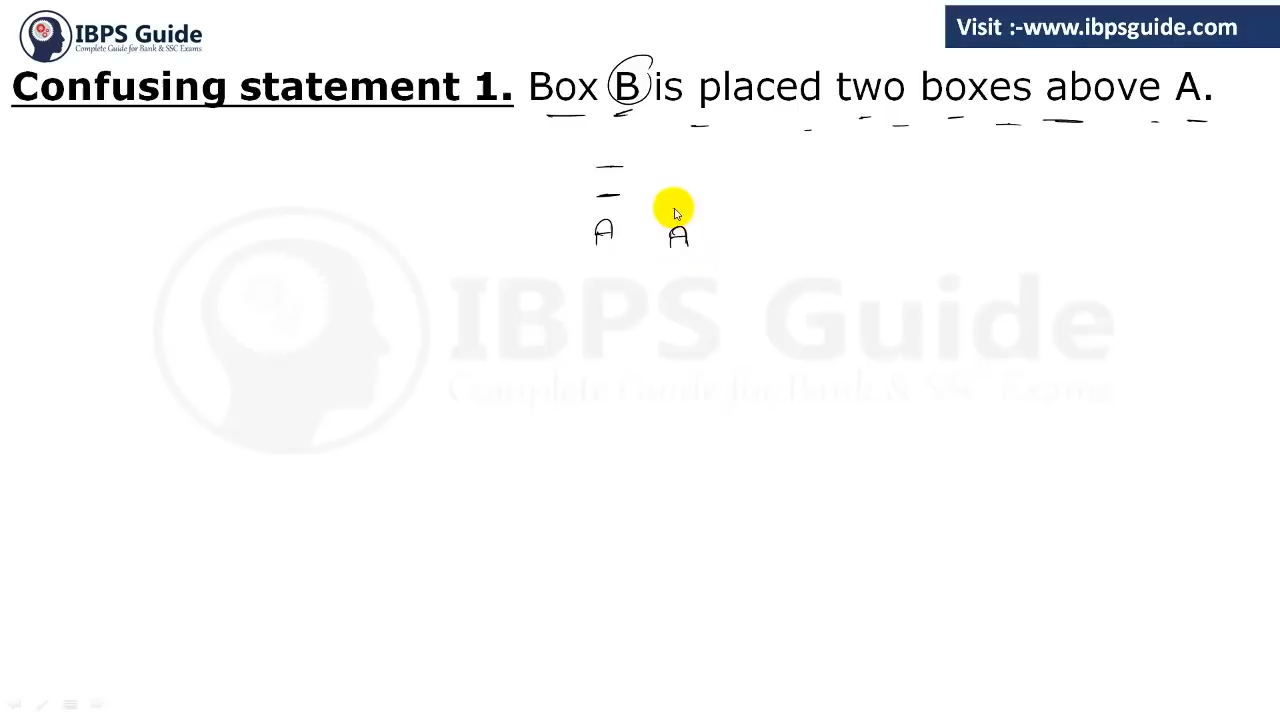 IBPS Guide
Complete Guide for Bank & SSC Exams
Visit :-www.ibpsguide.com
Confusing statement 1. Box B is placed two boxes above A.
A A
IBPS Guide
Complete Guide for Bank & SSC Exams